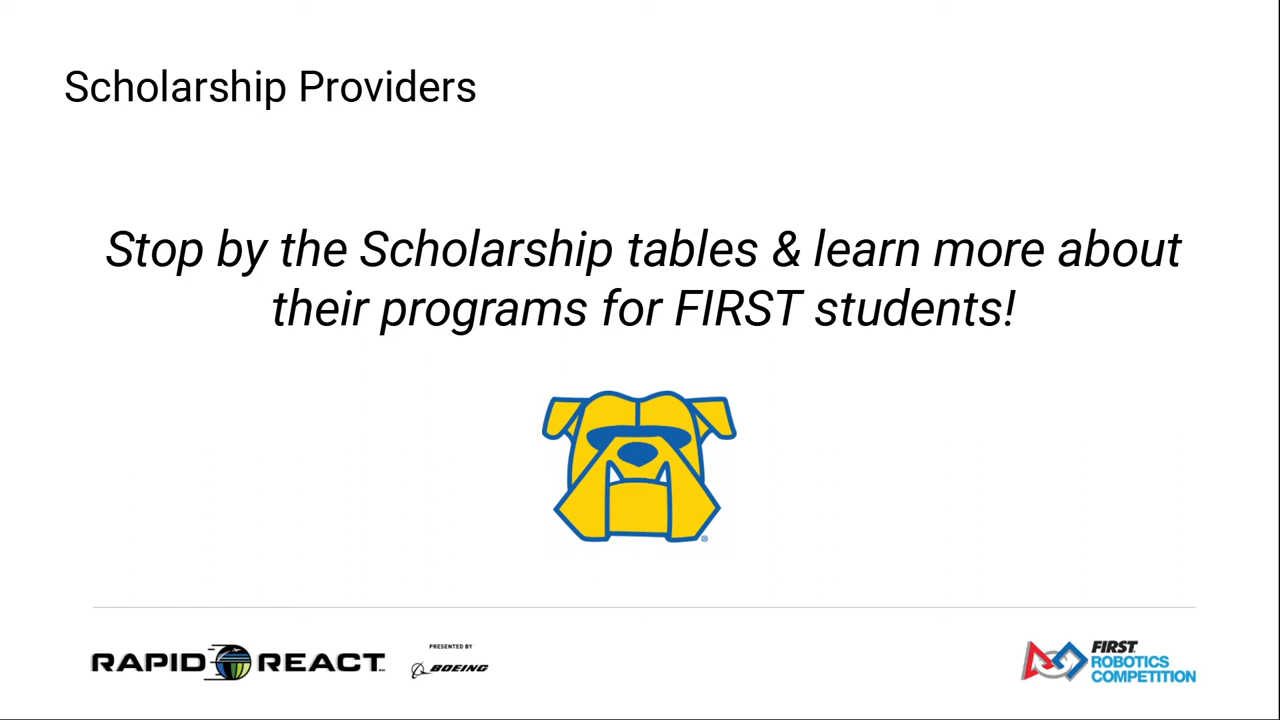 Scholarship Providers
Stop by the Scholarship tables & learn more about
their programs for FIRST students!
®
RAPID REACT
PRESENTED BY
BOEING
FIRST
ROBOTICS
COMPETITION